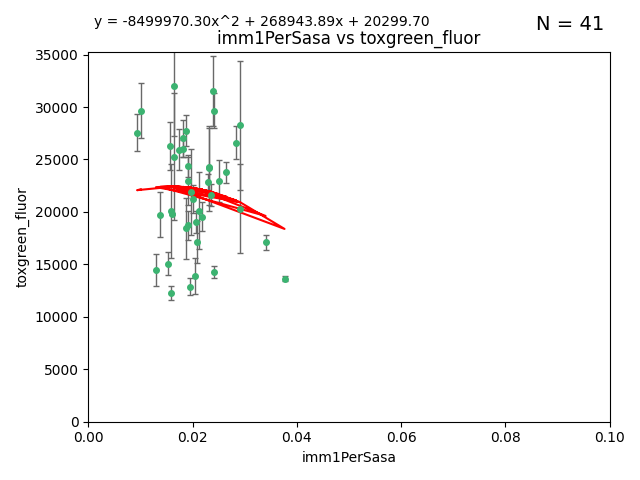 y = -8499970.30x^2 + 268943.89x + 20299.70
N = 41
imm1PerSasa vs toxgreen_fluor
35000
30000
25000
20000
15000
10000
5000
0
toxgreen_fluor
0.00 0.02 0.04 0.06 0.08 0.10
imm1PerSasa